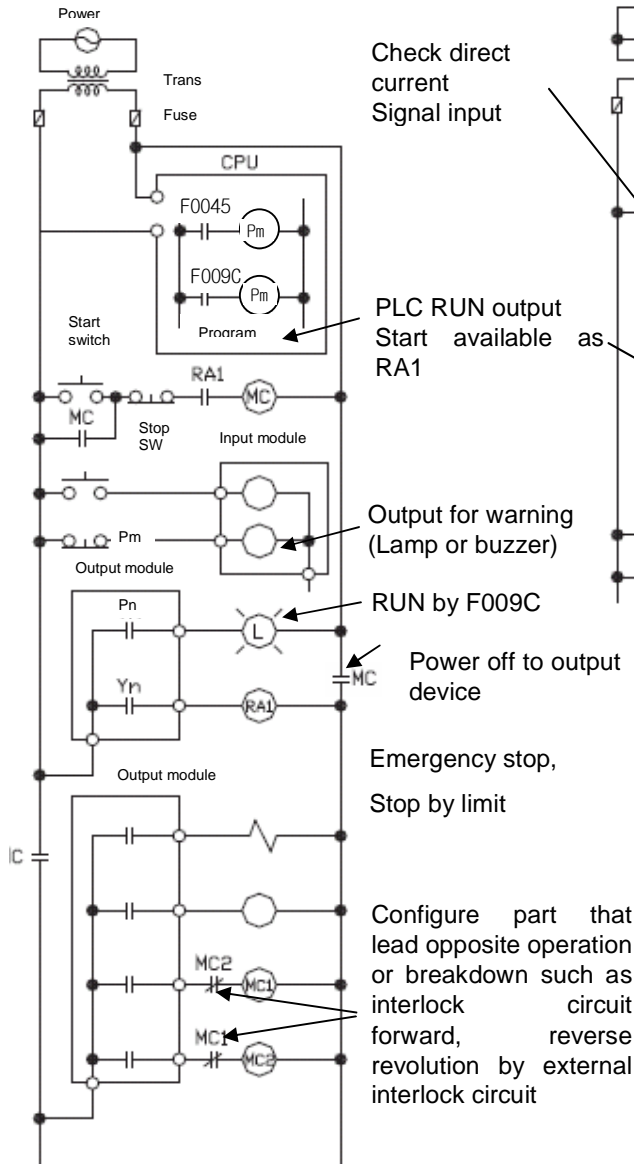 Power
Trans
Fuse
Check direct
current
Signal input
CPU
F0045
Pm
F009C
Pm
Program
PLC RUN output
Start available as
RA1
Start
switch
RA1
MC
MC
Stop
SW
Input module
Pm
Output for warning
(Lamp or buzzer)
Output module
Pn
L
RUN by F009C
Power off to output
device
MC
Yn
RA1
Emergency stop,
Stop by limit
Output module
C
MC2
MC1
MC1
MC2
Configure part that
lead opposite operation
or breakdown such as
interlock circuit
forward, reverse
revolution by external
interlock circuit